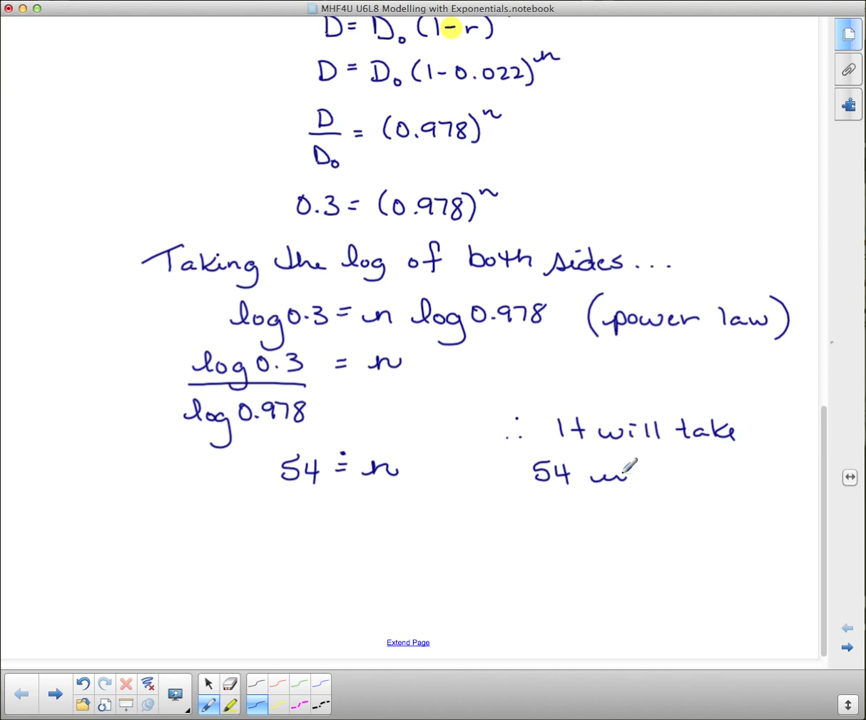 MHF4U U6L8 Modelling with Exponentials.notebook
D = D₀ (1 - r)
D = D₀ (1 - 0.022)ⁿ
D/D₀ = (0.978)ⁿ
0.3 = (0.978)ⁿ
Taking the log of both sides...
log 0.3 = n log 0.978 (power law)
log 0.3 / log 0.978 = n
∴ It will take
54 ≐ n 54
Extend Page